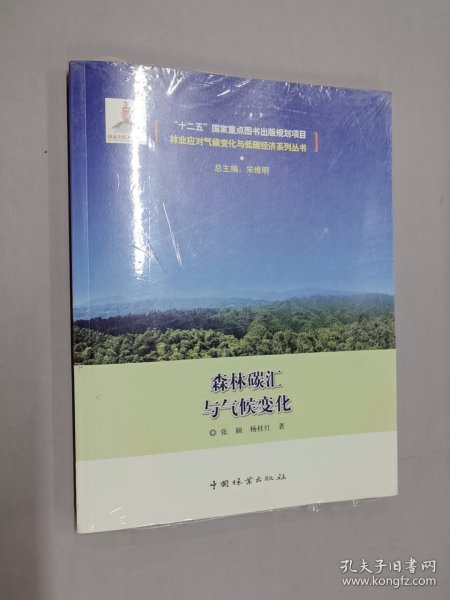 “十二五”国家重点图书出版规划项目
林业应对气候变化与低碳经济系列丛书
总主编：宋维明
森林碳汇
与气候变化
◎张 颖 杨桂红 著
中国林业出版社
孔夫子旧书网
www.kongfz.com